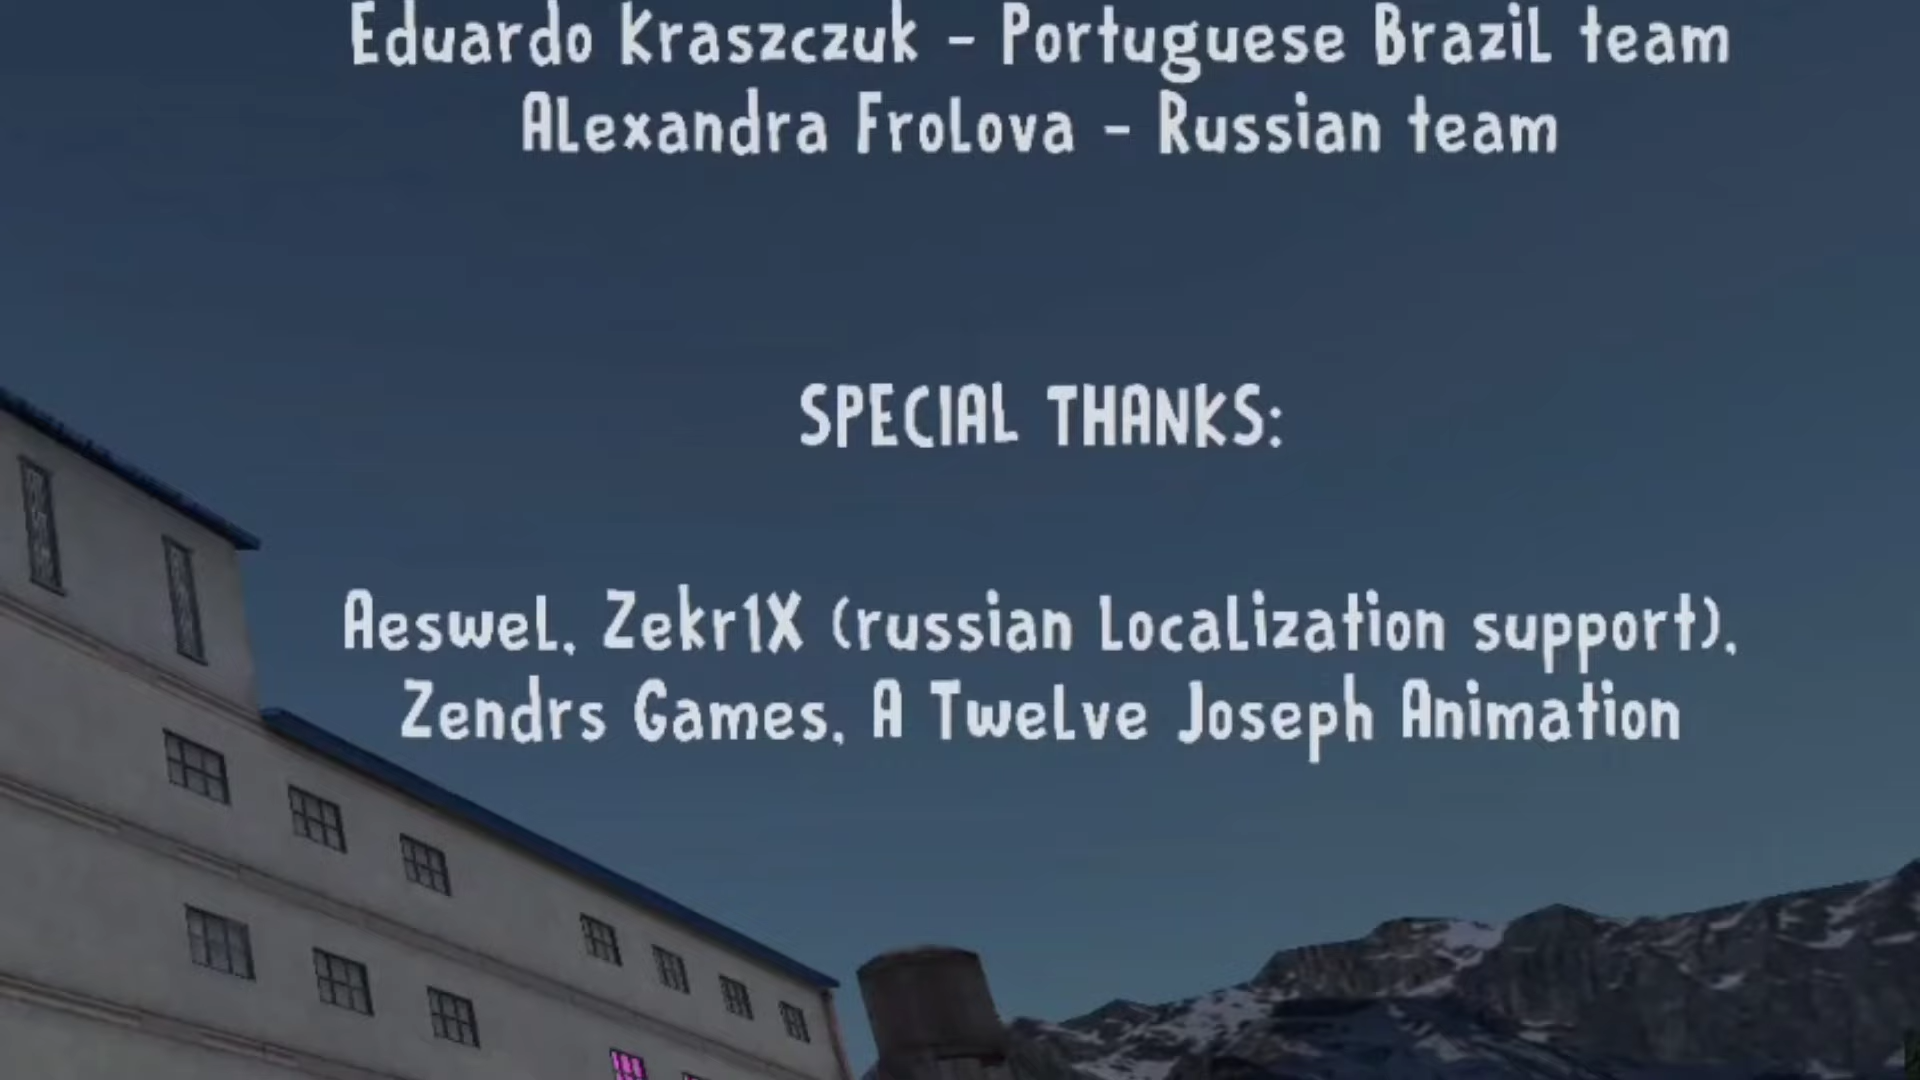 Eduardo Kraszczuk - Portuguese Brazil team
Alexandra Frolova - Russian team
SPECIAL THANKS:
Aeswel, Zekr1X (russian localization support),
Zendrs Games, A Twelve Joseph Animation